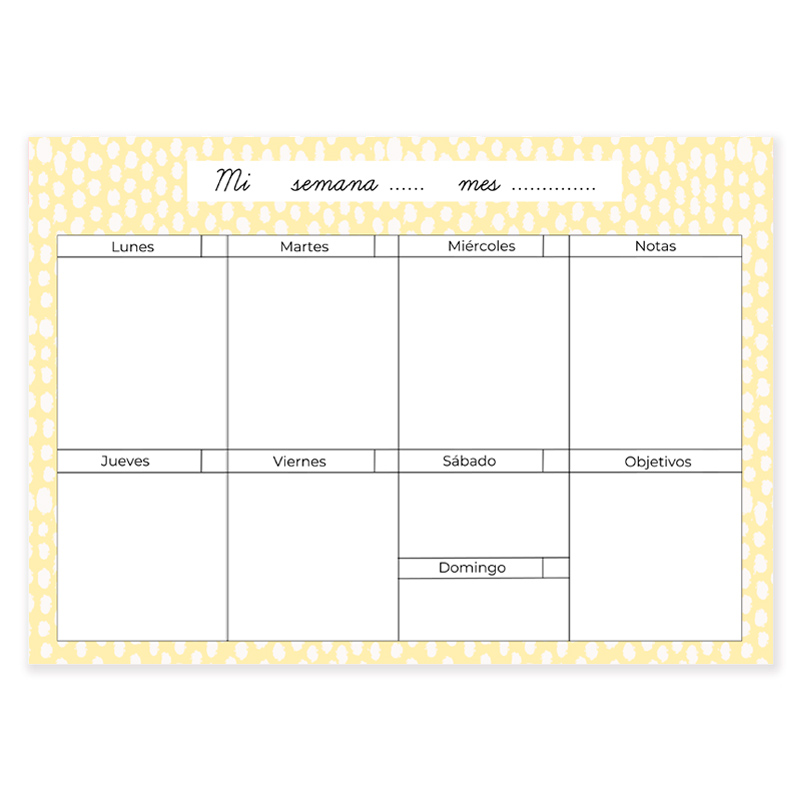 Mi semana ...... mes ..............
Lunes Martes Miércoles Notas
Jueves Viernes Sábado Objetivos
Domingo